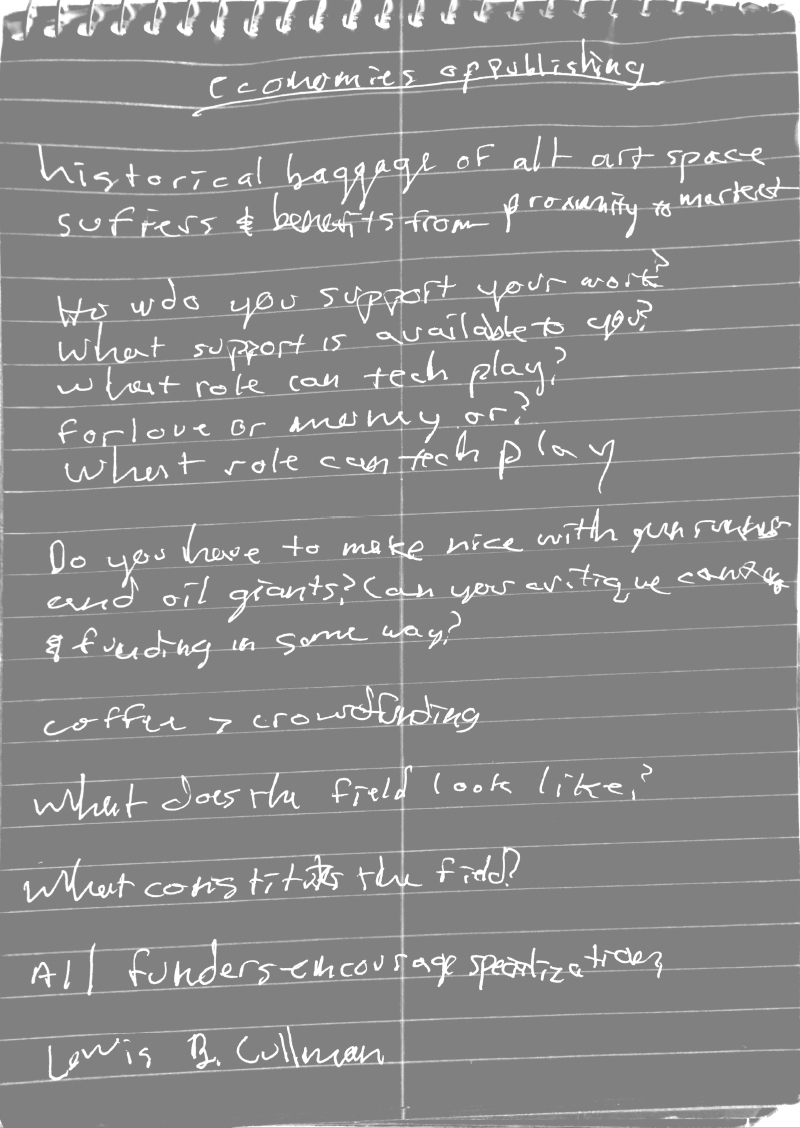 Economies of publishing
historical baggage of alt art space
suffers & benefits from proximity to market
How do you support your work?
What support is available to you?
What role can tech play?
For love or money or?
What role can tech play
Do you have to make nice with gun runners
and oil giants? Can you critique
& funding in some way?
coffee > crowdfunding
What does the field look like?
What constitutes the field?
All funders encourage specialization
Lewis B. Cullman